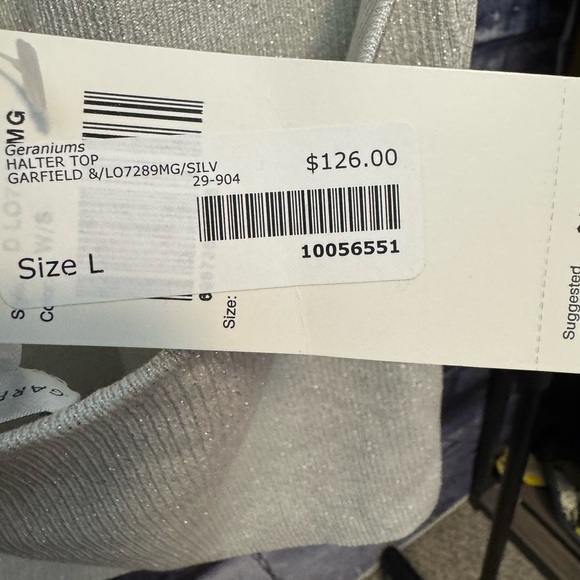 Geraniums
HALTER TOP
GARFIELD &/LO7289MG/SILV
29-904
$126.00
10056551
Size L
MG
Size:
Suggested